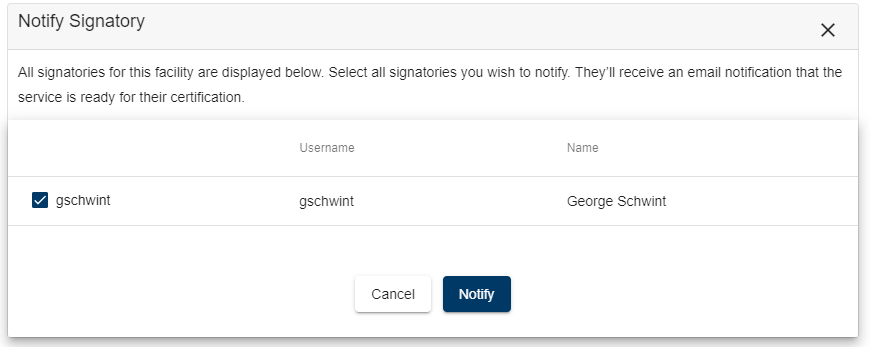 Notify Signatory
All signatories for this facility are displayed below. Select all signatories you wish to notify. They’ll receive an email notification that the
service is ready for their certification.
Username Name
gschwint gschwint George Schwint
Cancel Notify